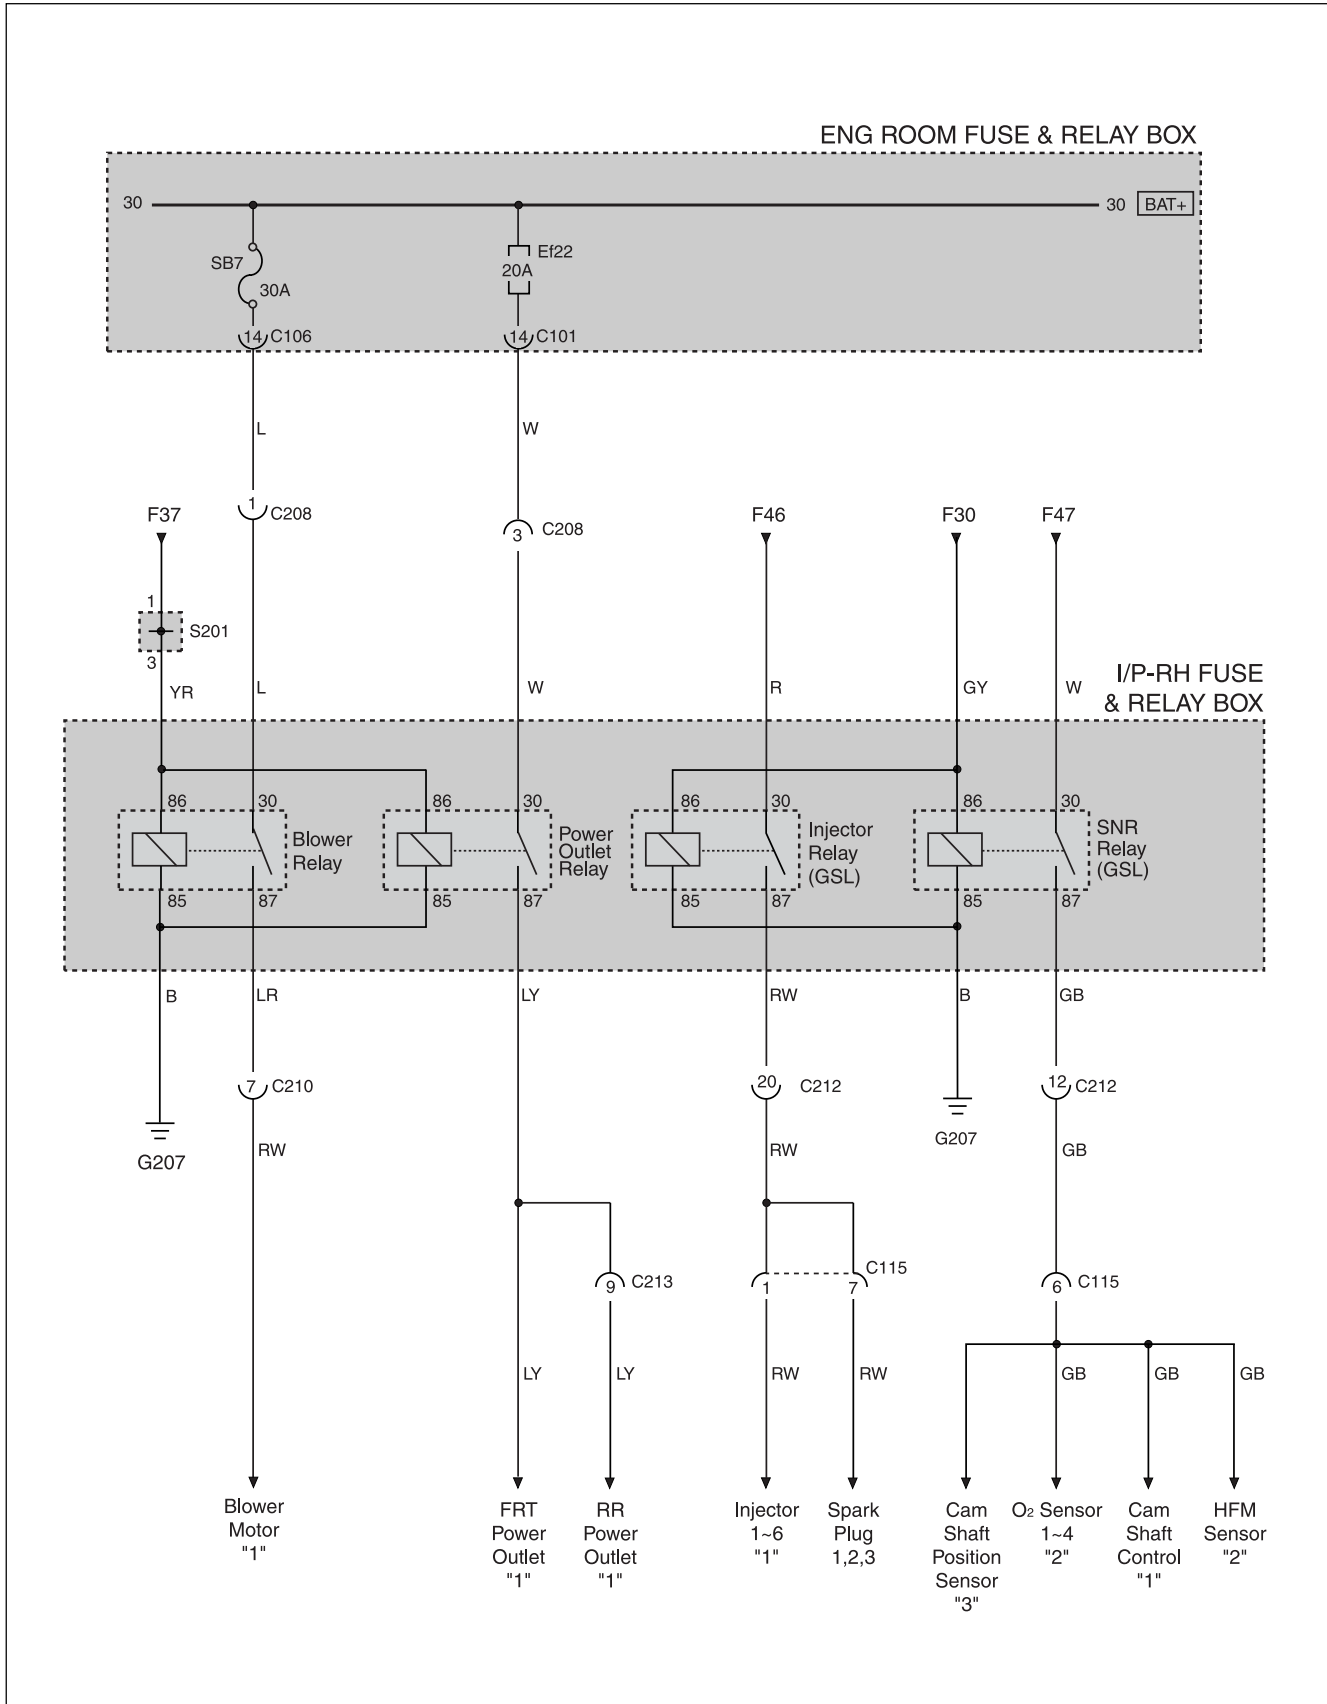 ENG ROOM FUSE & RELAY BOX
30
30 BAT+
SB7
30A
Ef22
20A
14 C106
14 C101
L
W
1 C208
3 C208
F37
F46
F30
F47
1
S201
3
YR
L
W
R
GY
W
I/P-RH FUSE
& RELAY BOX
86
30
86
30
86
30
86
30
Blower
Relay
Power
Outlet
Relay
Injector
Relay
(GSL)
SNR
Relay
(GSL)
85
87
85
87
85
87
85
87
B
LR
LY
RW
B
GB
7 C210
20 C212
12 C212
G207
G207
RW
RW
GB
9 C213
1
7
C115
6 C115
LY
LY
RW
RW
GB
GB
GB
Blower
Motor
"1"
FRT
Power
Outlet
"1"
RR
Power
Outlet
"1"
Injector
1~6
"1"
Spark
Plug
1,2,3
Cam
Shaft
Position
Sensor
"3"
O₂ Sensor
1~4
"2"
Cam
Shaft
Control
"1"
HFM
Sensor
"2"